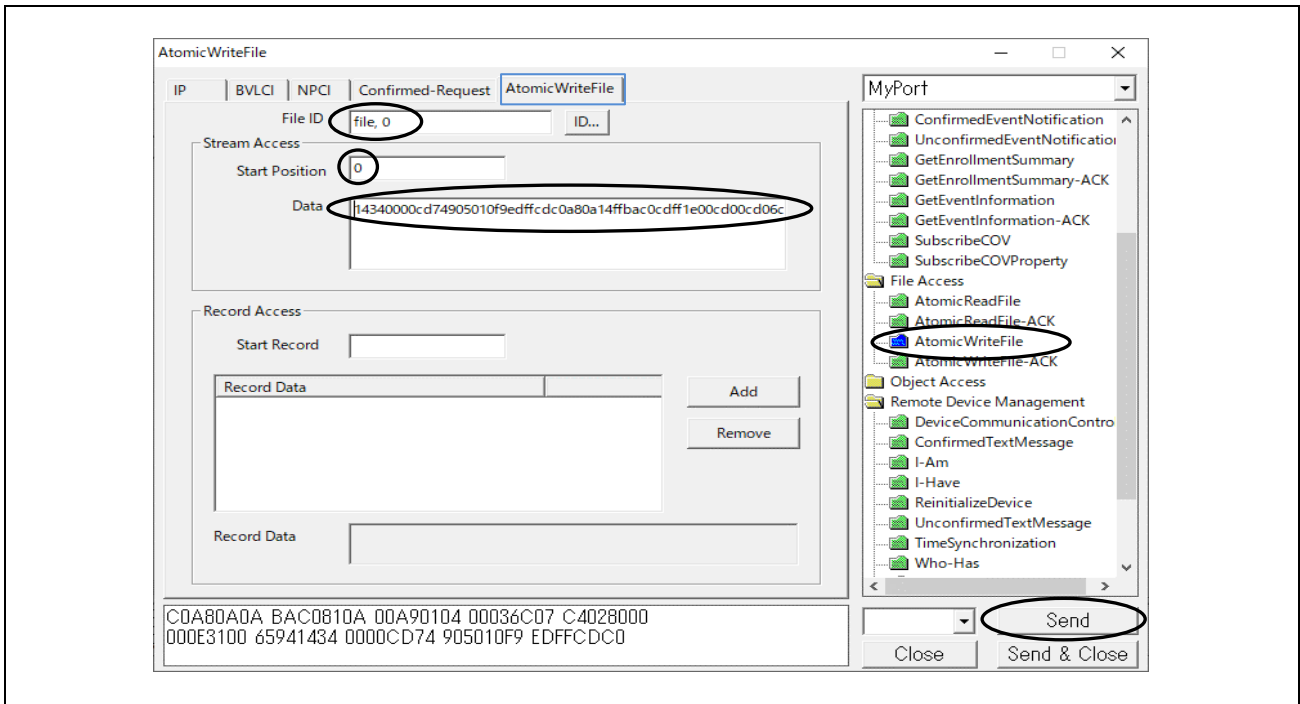 AtomicWriteFile
IP BVLCI NPCI Confirmed-Request AtomicWriteFile
File ID file, 0 ID...
Stream Access
Start Position 0
Data 14340000cd74905010f9edffcdc0a80a14ffbac0cdff1e00cd00cd06c
Record Access
Start Record
Record Data
Add
Remove
Record Data
C0A80A0A BAC0810A 00A90104 00036C07 C4028000
000E3100 65941434 0000CD74 905010F9 EDFFCDC0
MyPort
ConfirmedEventNotification
UnconfirmedEventNotificatio
GetEnrollmentSummary
GetEnrollmentSummary-ACK
GetEventInformation
GetEventInformation-ACK
SubscribeCOV
SubscribeCOVProperty
File Access
AtomicReadFile
AtomicReadFile-ACK
AtomicWriteFile
AtomicWriteFile-ACK
Object Access
Remote Device Management
DeviceCommunicationContro
ConfirmedTextMessage
I-Am
I-Have
ReinitializeDevice
UnconfirmedTextMessage
TimeSynchronization
Who-Has
Send
Close Send & Close